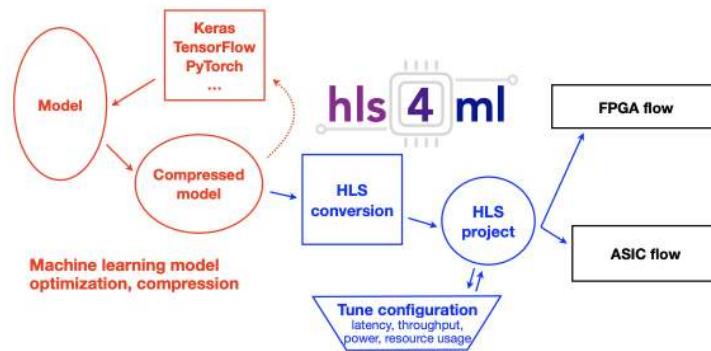 Keras
TensorFlow
PyTorch
...
Model
Compressed
model
Machine learning model
optimization, compression
hls 4 ml
HLS
conversion
HLS
project
Tune configuration
latency, throughput,
power, resource usage
FPGA flow
ASIC flow